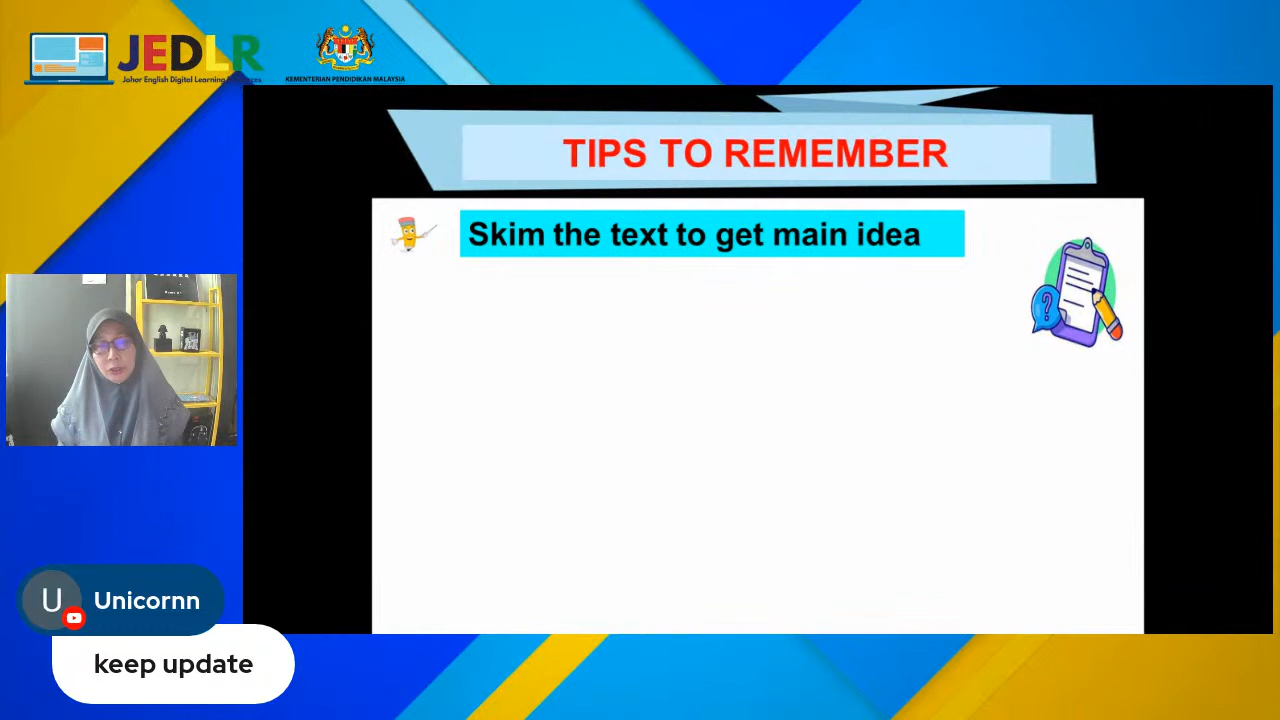 JEDLR
Johor English Digital Learning Resources
KEMENTERIAN PENDIDIKAN MALAYSIA
TIPS TO REMEMBER
Skim the text to get main idea
?
U
Unicornn
keep update